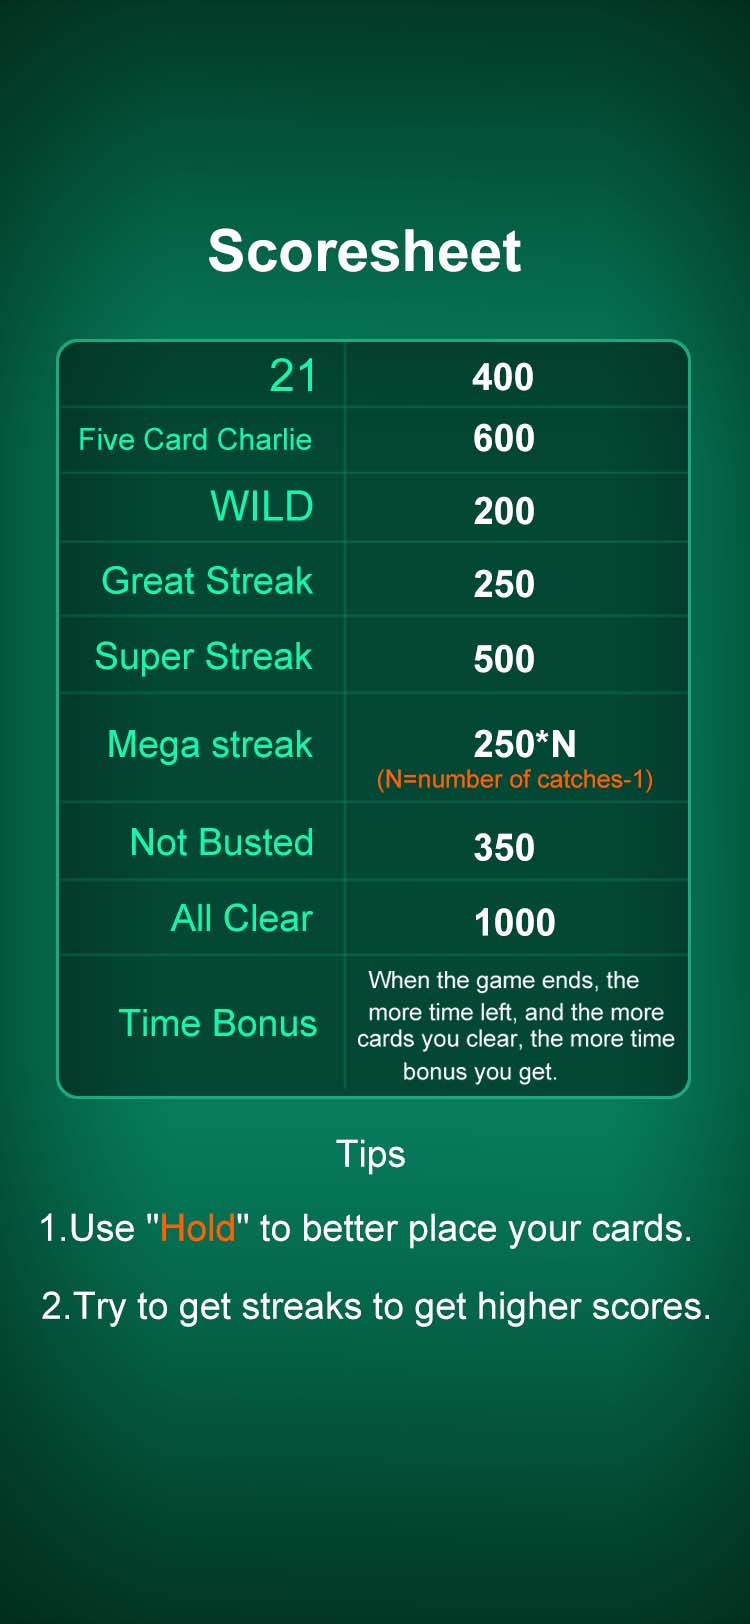 Scoresheet
21 400
Five Card Charlie 600
WILD 200
Great Streak 250
Super Streak 500
Mega streak 250*N
(N=number of catches-1)
Not Busted 350
All Clear 1000
Time Bonus
When the game ends, the
more time left, and the more
cards you clear, the more time
bonus you get.
Tips
1.Use "Hold" to better place your cards.
2.Try to get streaks to get higher scores.